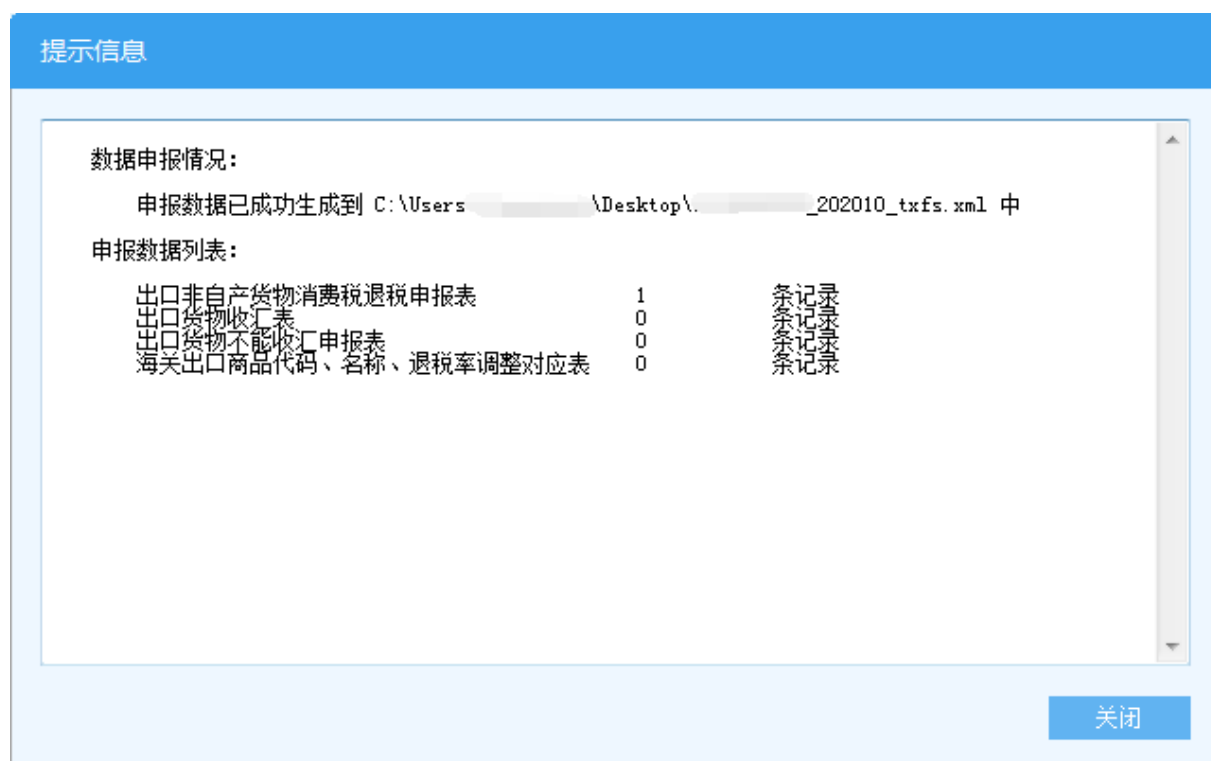 提示信息
数据申报情况:
申报数据已成功生成到 C:\Users \Desktop\ _202010_txfs.xml 中
申报数据列表:
出口非自产货物消费税退税申报表 1 条记录
出口货物收汇表 0 条记录
出口货物不能收汇申报表 0 条记录
海关出口商品代码、名称、退税率调整对应表 0 条记录
关闭